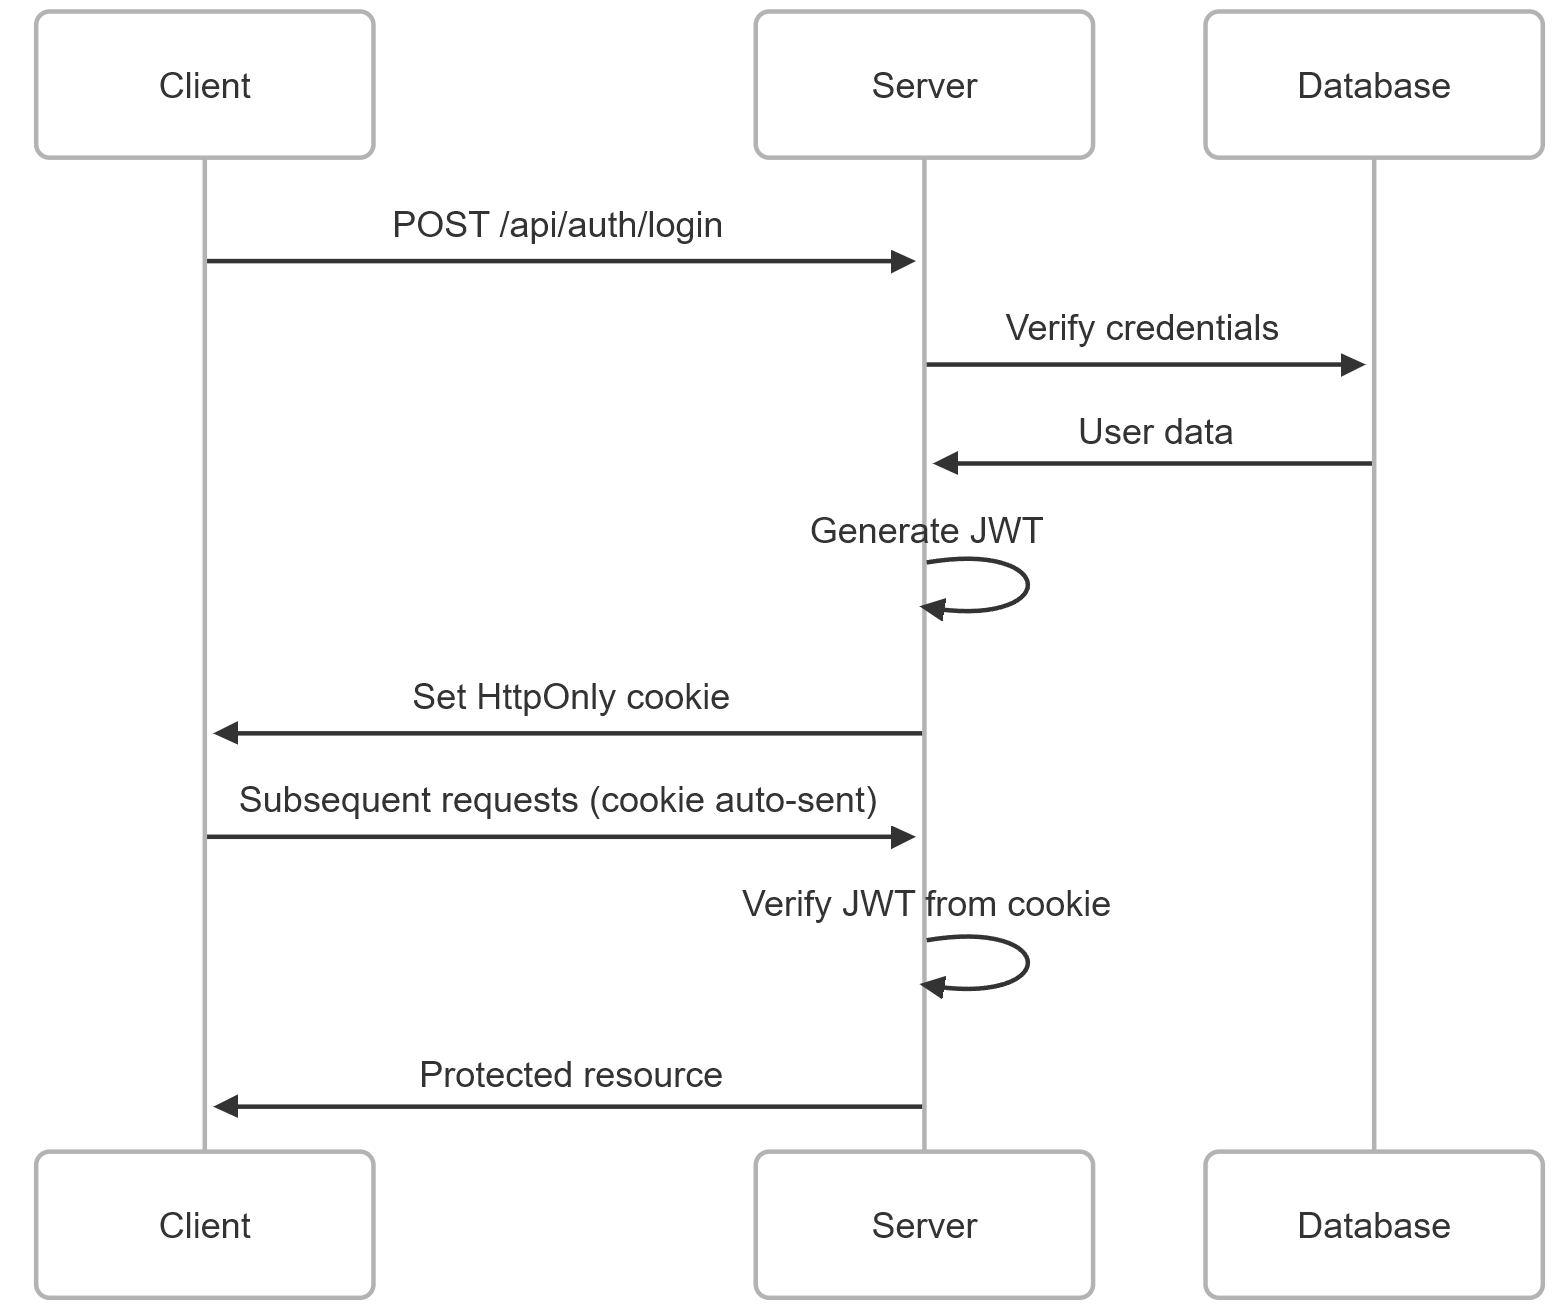 Client
Server
Database
POST /api/auth/login
Verify credentials
User data
Generate JWT
Set HttpOnly cookie
Subsequent requests (cookie auto-sent)
Verify JWT from cookie
Protected resource
Client
Server
Database